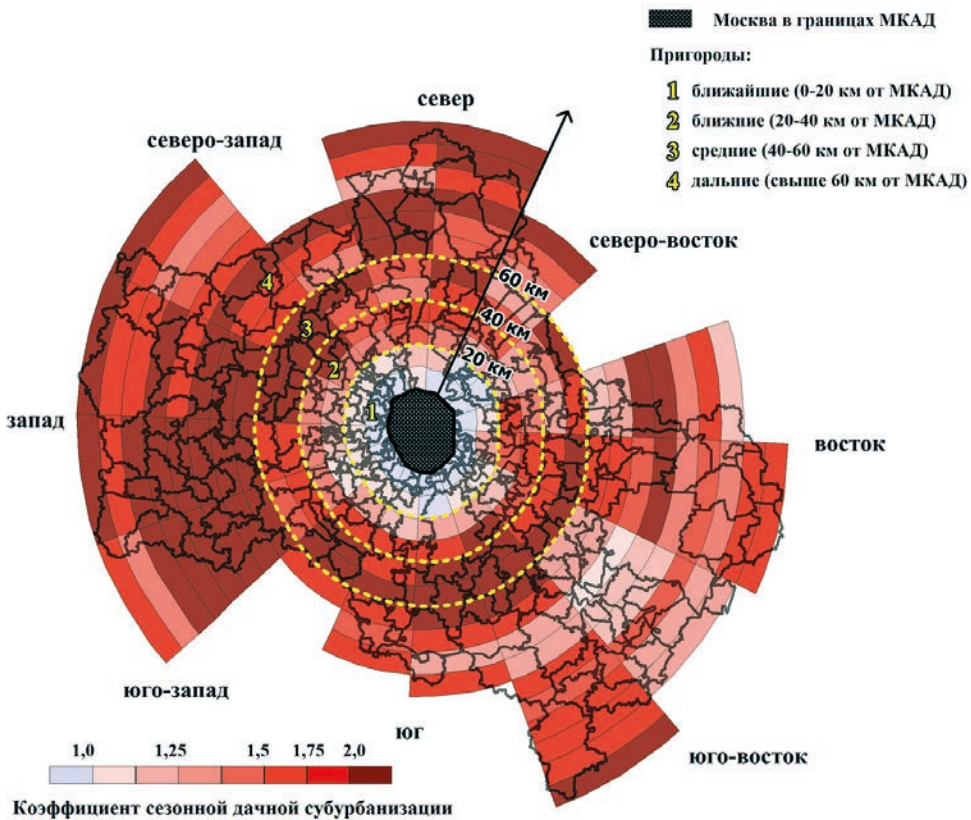 Москва в границах МКАД
Пригороды:
1 ближайшие (0-20 км от МКАД)
2 ближние (20-40 км от МКАД)
3 средние (40-60 км от МКАД)
4 дальние (свыше 60 км от МКАД)
север
северо-запад
северо-восток
4
60 км
3
40 км
2
20 км
1
запад
восток
юго-запад
юг
юго-восток
1,0 1,25 1,5 1,75 2,0
Коэффициент сезонной дачной субурбанизации